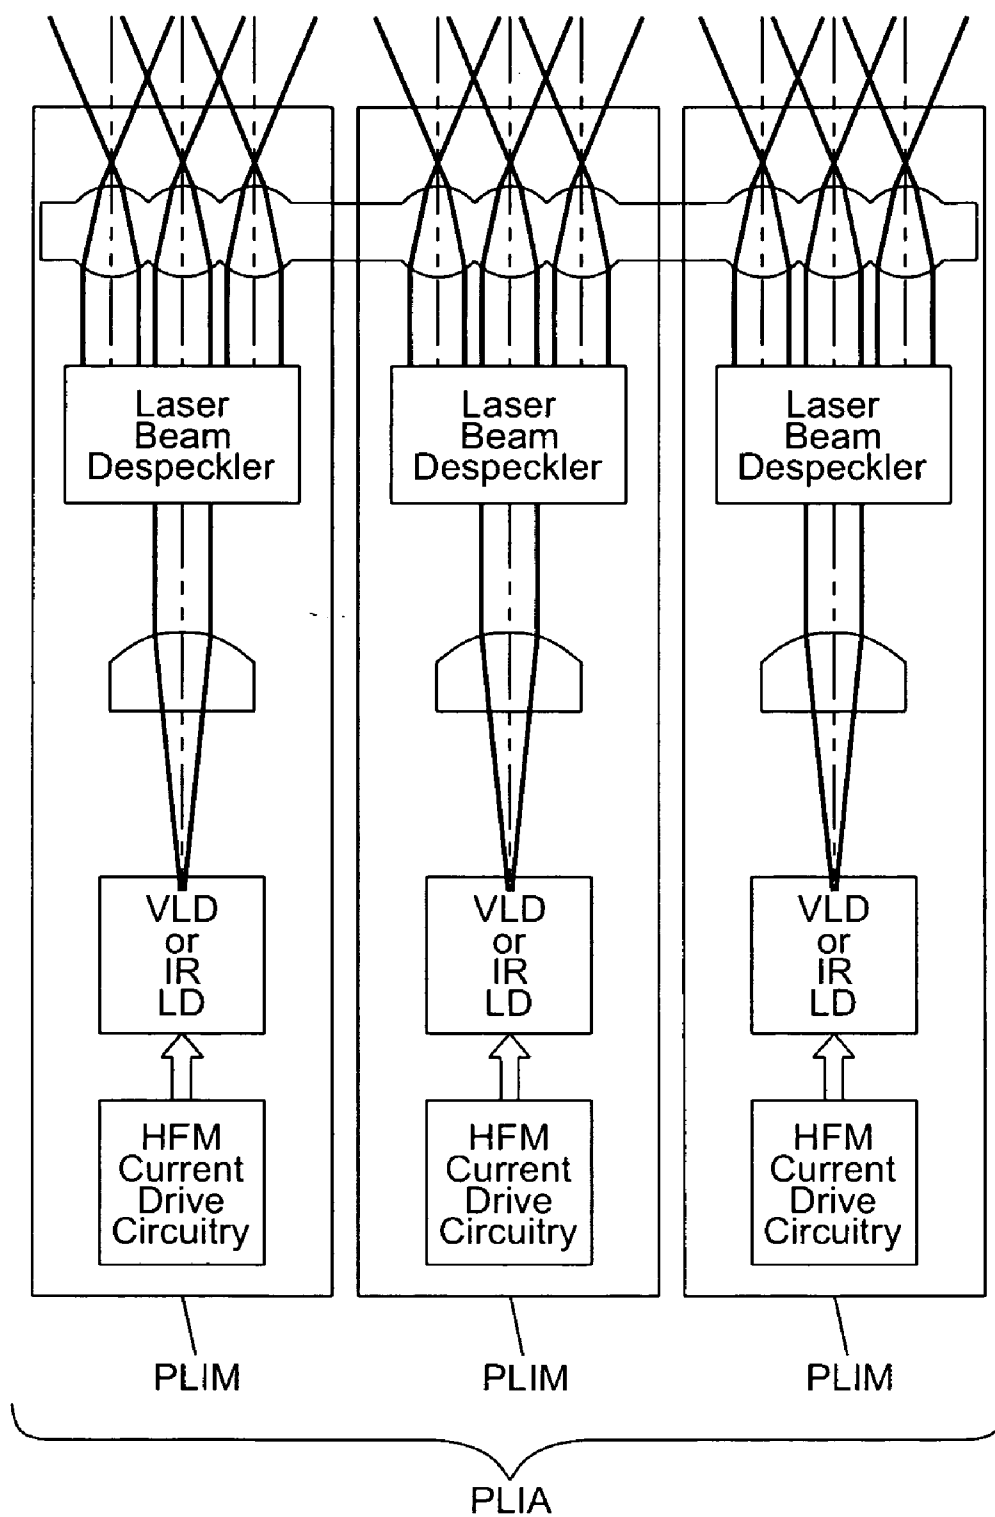 Laser
Beam
Despeckler
Laser
Beam
Despeckler
Laser
Beam
Despeckler
VLD
or
IR
LD
VLD
or
IR
LD
VLD
or
IR
LD
HFM
Current
Drive
Circuitry
HFM
Current
Drive
Circuitry
HFM
Current
Drive
Circuitry
PLIM
PLIM
PLIM
PLIA